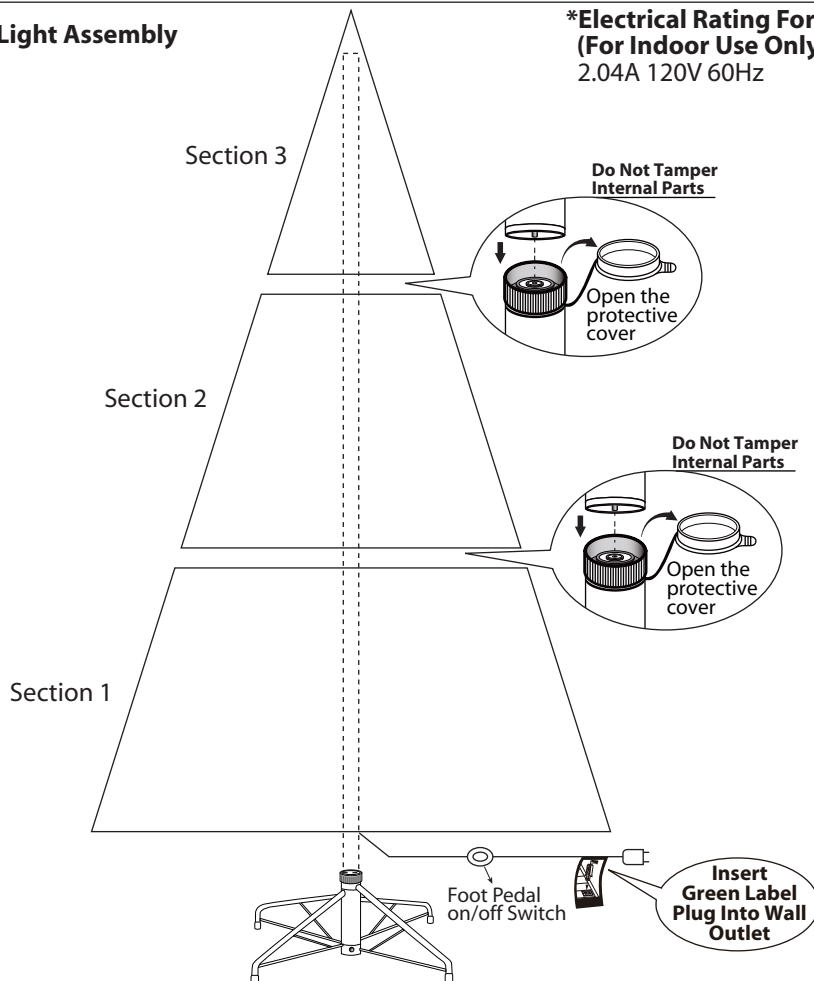 Light Assembly
*Electrical Rating For
(For Indoor Use Only
2.04A 120V 60Hz
Section 3
Do Not Tamper
Internal Parts
Open the
protective
cover
Section 2
Do Not Tamper
Internal Parts
Open the
protective
cover
Section 1
Foot Pedal
on/off Switch
Insert
Green Label
Plug Into Wall
Outlet